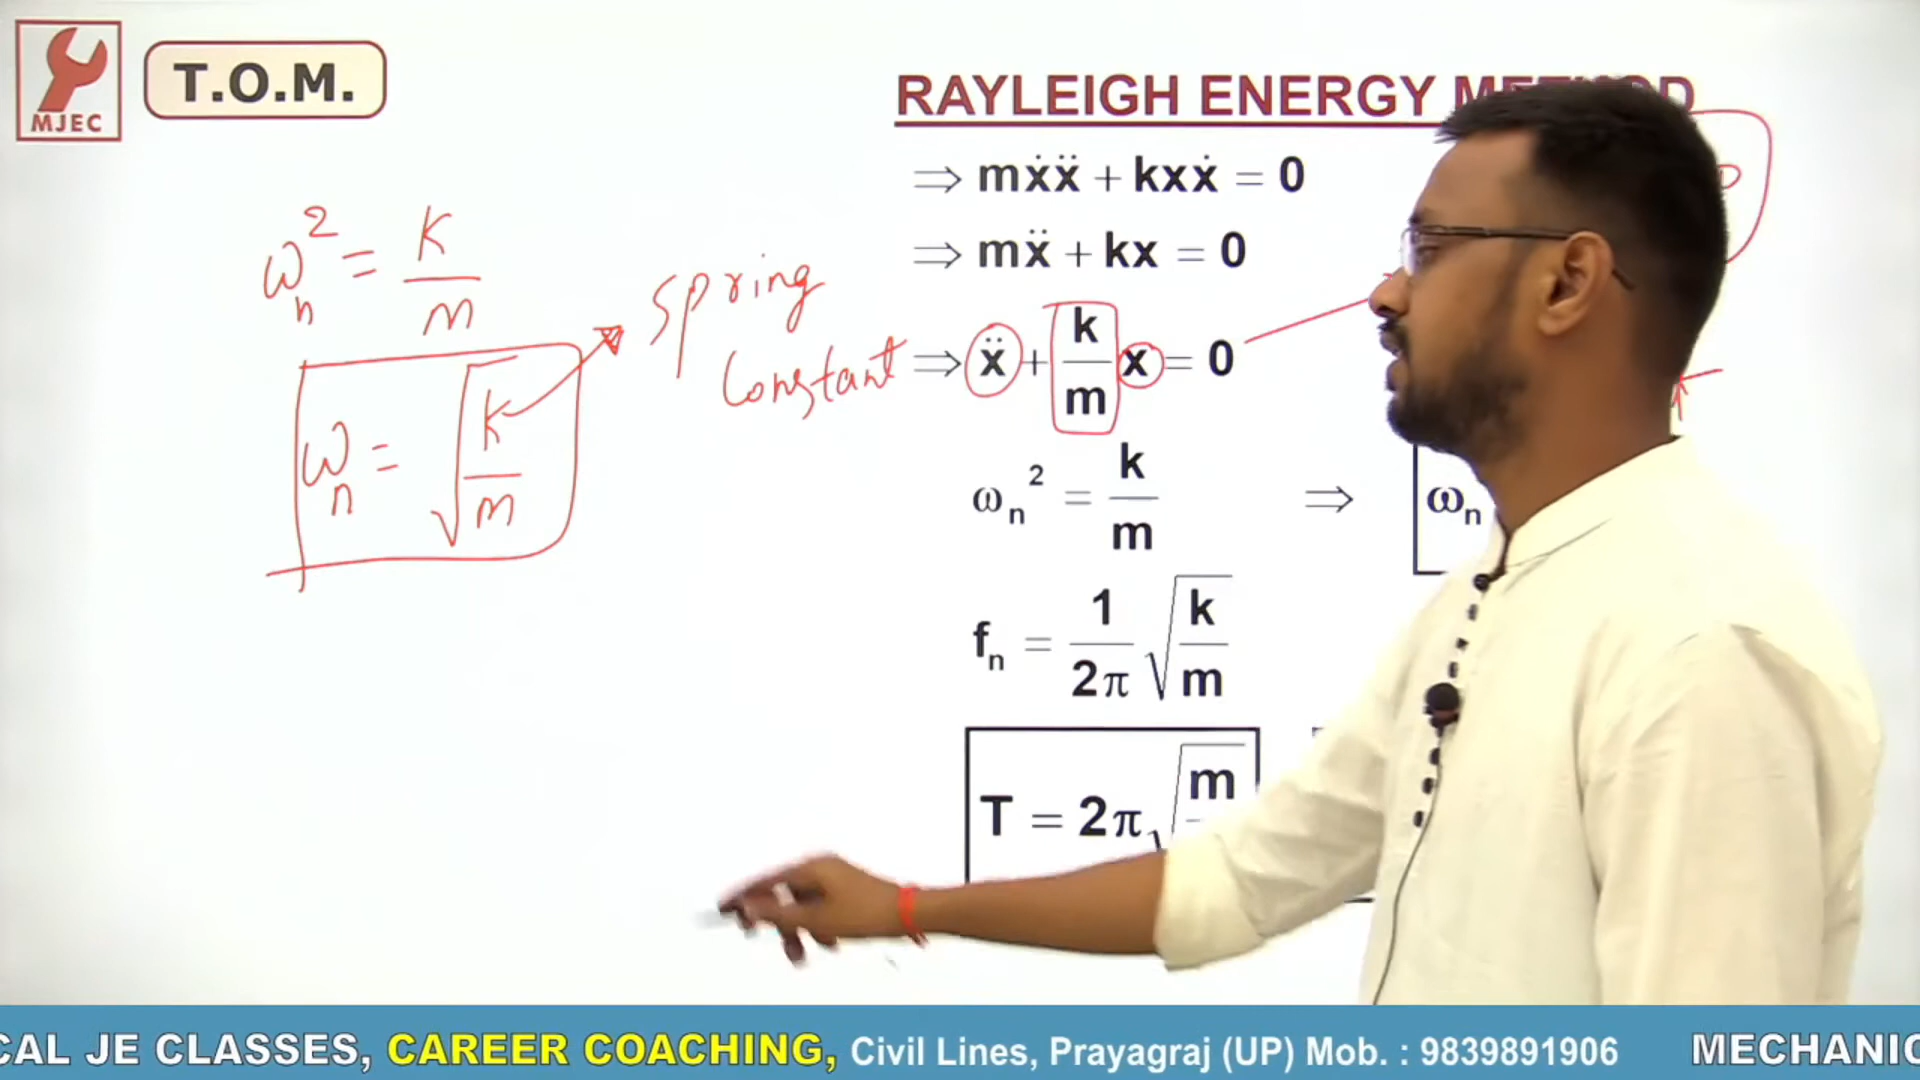 MJEC
T.O.M.
RAYLEIGH ENERGY
⇒ mẋẍ + kxẋ = 0
⇒ mẍ + kx = 0
⇒ ẍ + k/m x = 0
ωn² = k/m ⇒ ωn
fn = 1/2π √k/m
T = 2π √m
ωn² = k/m
ωn = √k/m
Spring
Constant
CAL JE CLASSES, CAREER COACHING, Civil Lines, Prayagraj (UP) Mob. : 9839891906 MECHANIC